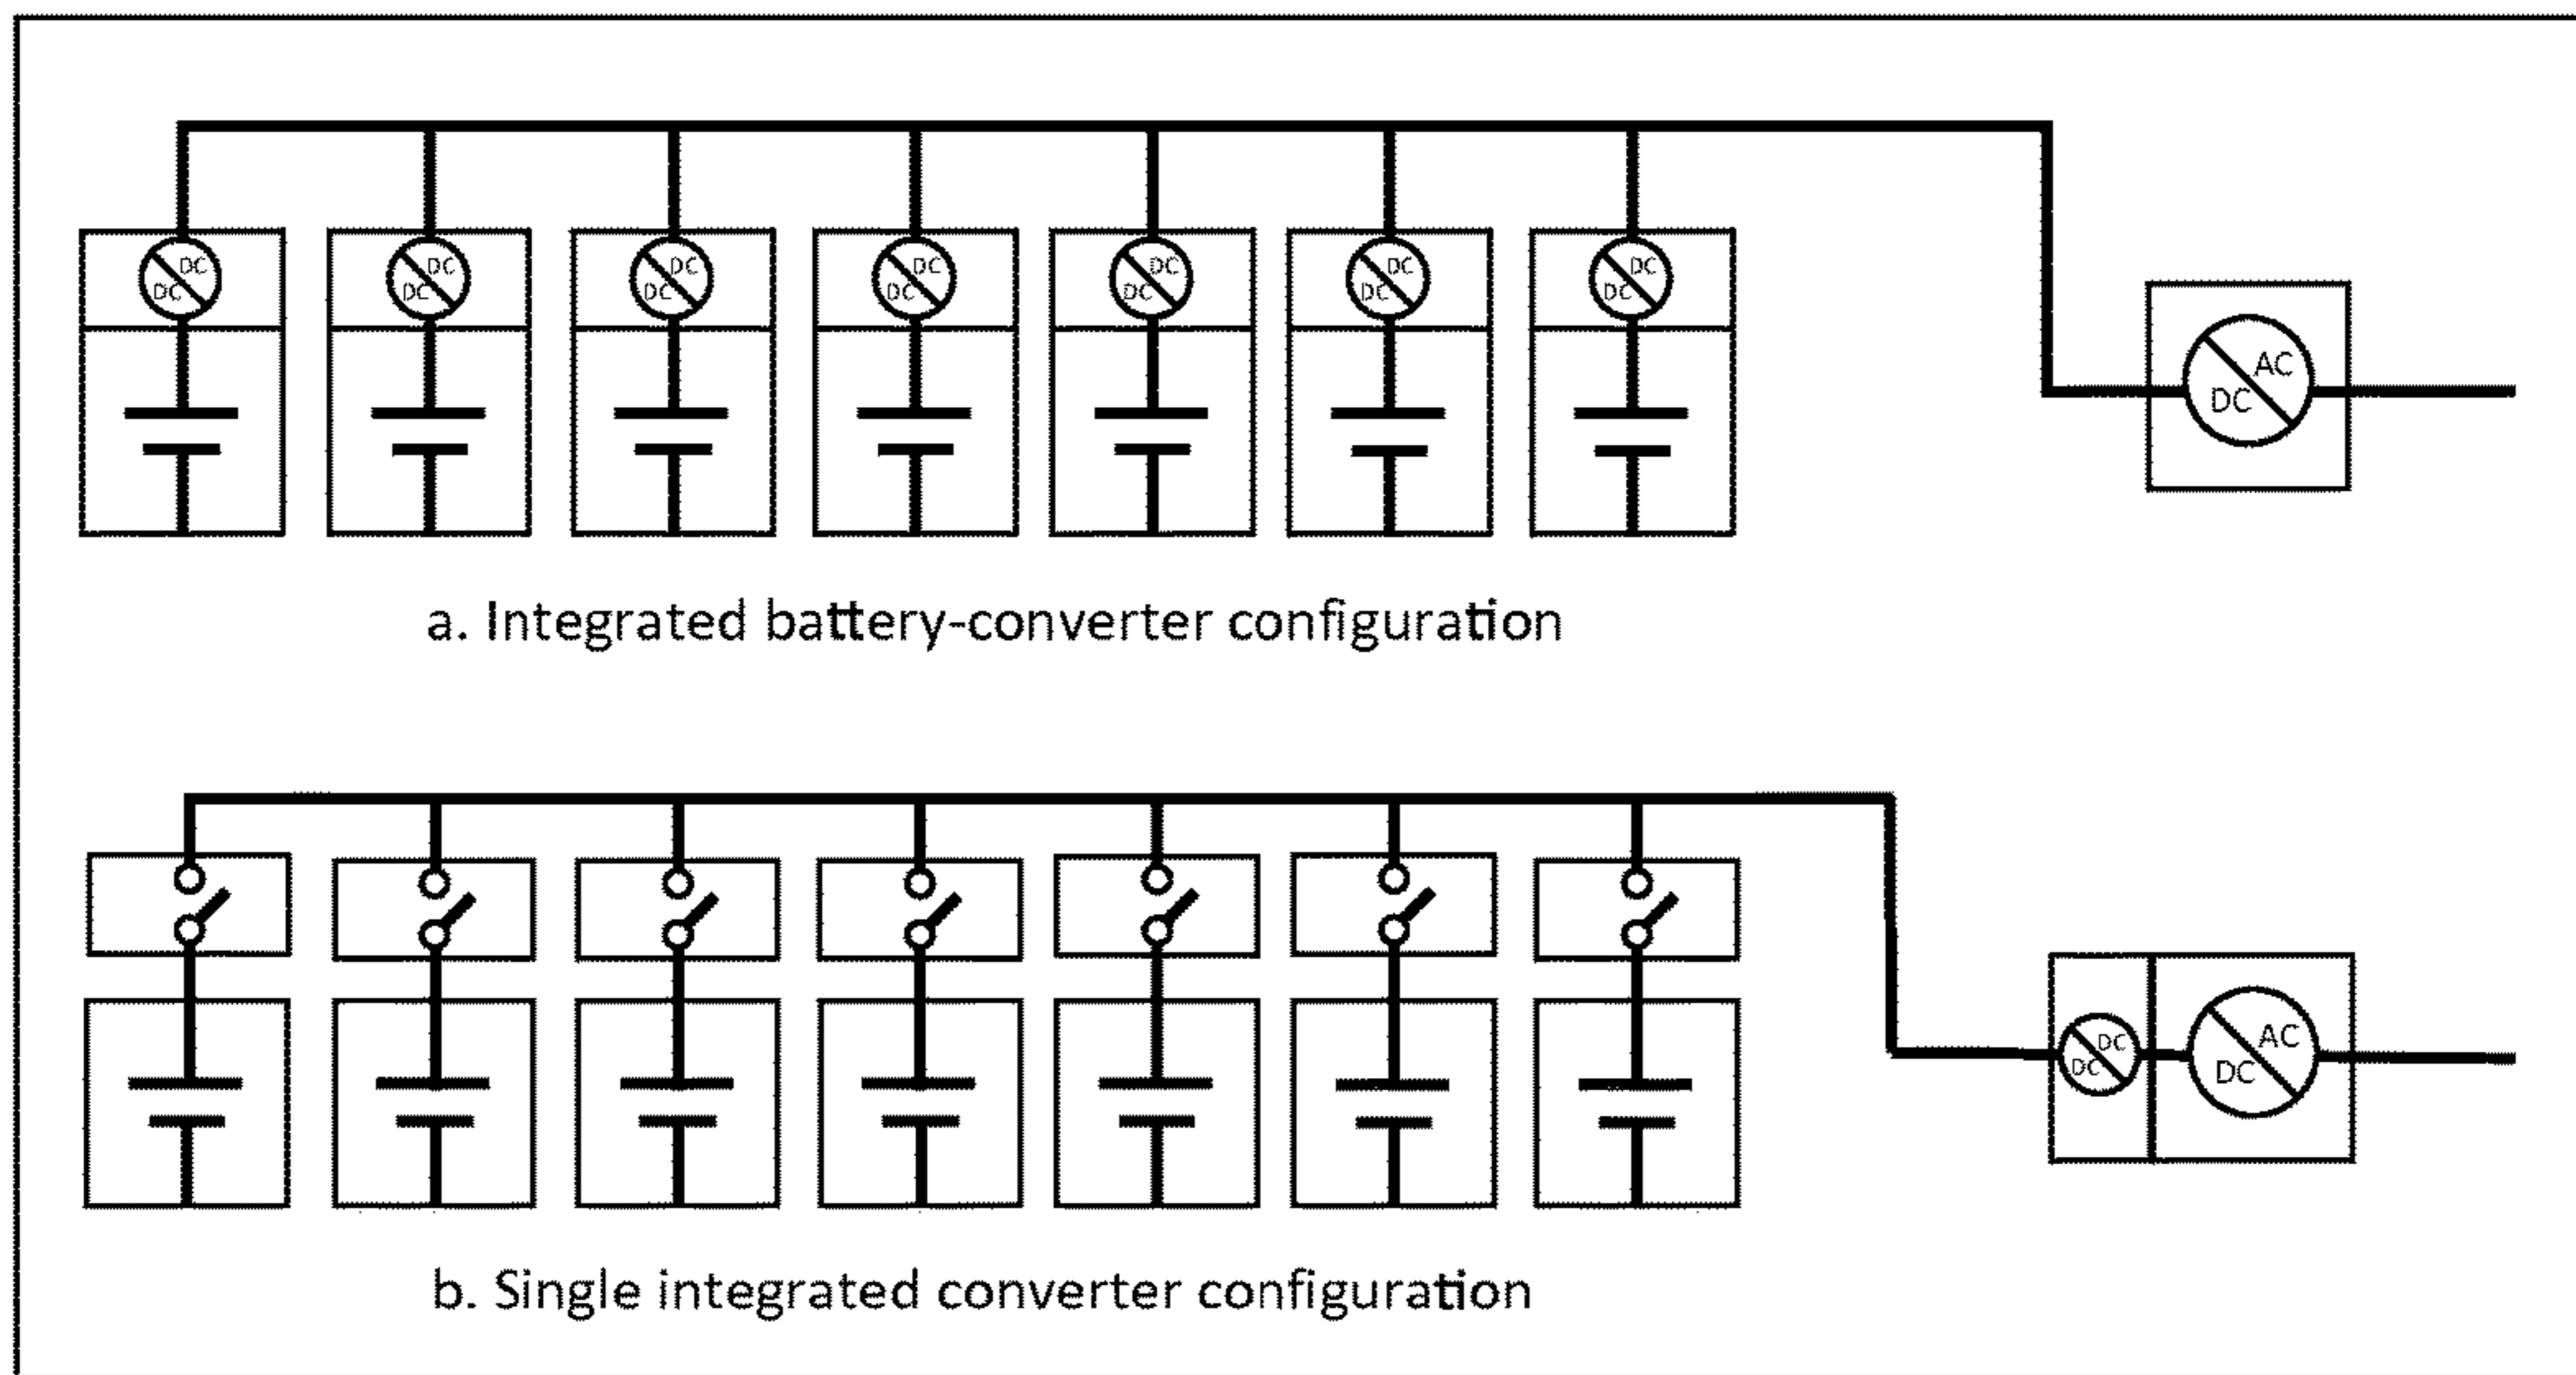 DC DC DC DC DC DC DC
DC DC DC DC DC DC DC
AC
DC
a. Integrated battery-converter configuration
DC AC
DC DC
b. Single integrated converter configuration